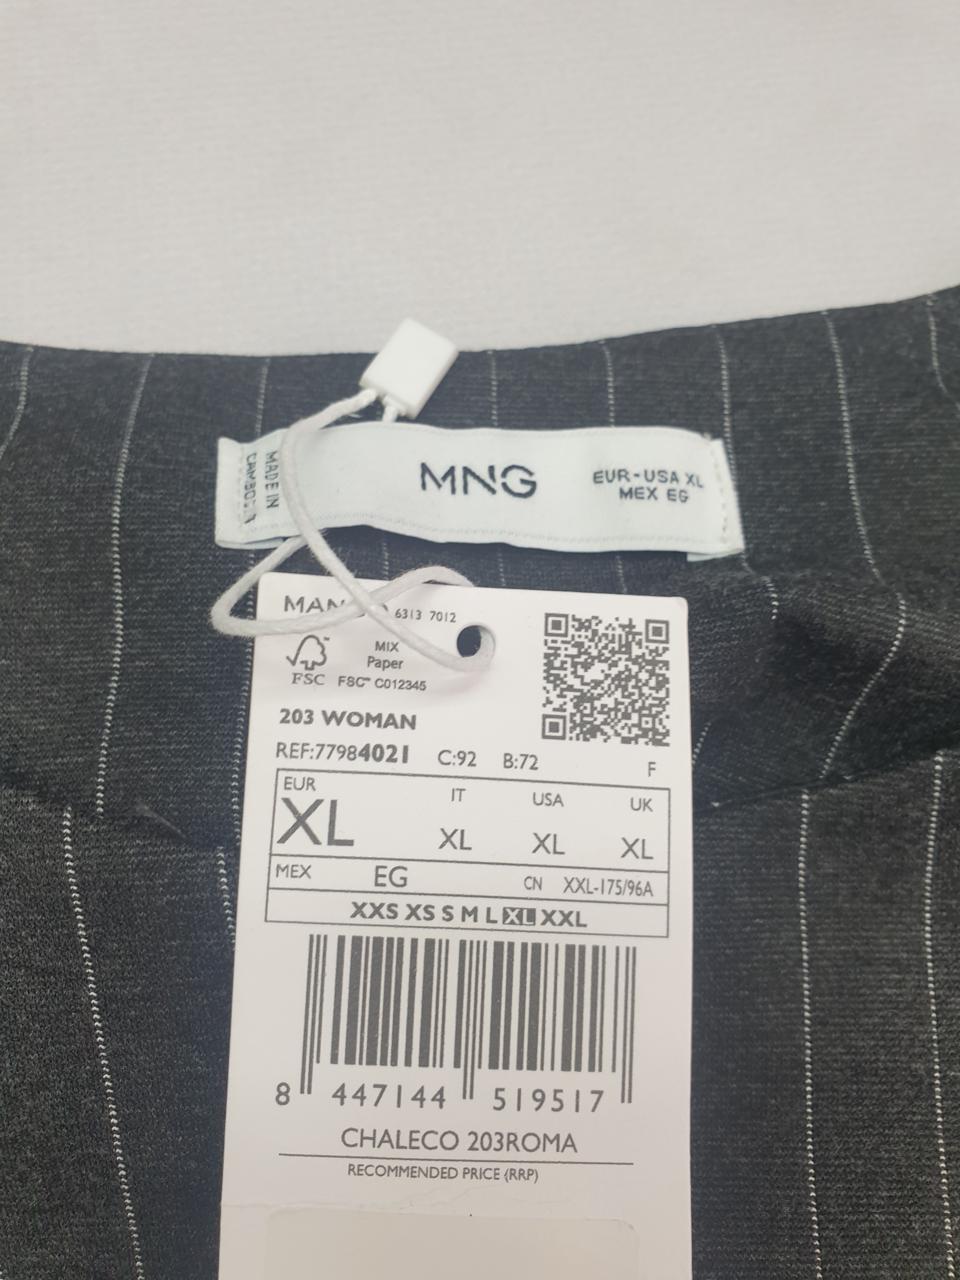 MADE IN
MNG
EUR-USA XL
MEX EG
6313 7012
MIX
Paper
FSC
FSC™ C012345
203 WOMAN
REF:77984021 C:92 B:72 F
EUR IT USA UK
XL XL XL XL
MEX EG CN XXL-175/96A
XXS XS S M L XL XXL
8 447144 519517
CHALECO 203ROMA
RECOMMENDED PRICE (RRP)